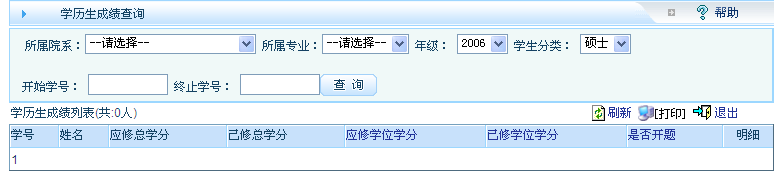 学历生成绩查询 帮助
所属院系：--请选择-- 所属专业：--请选择-- 年级： 2006 学生分类： 硕士
开始学号： 终止学号： 查 询
学历生成绩列表(共:0人) 刷新 [打印] 退出
学号 姓名 应修总学分 己修总学分 应修学位学分 已修学位学分 是否开题 明细
1